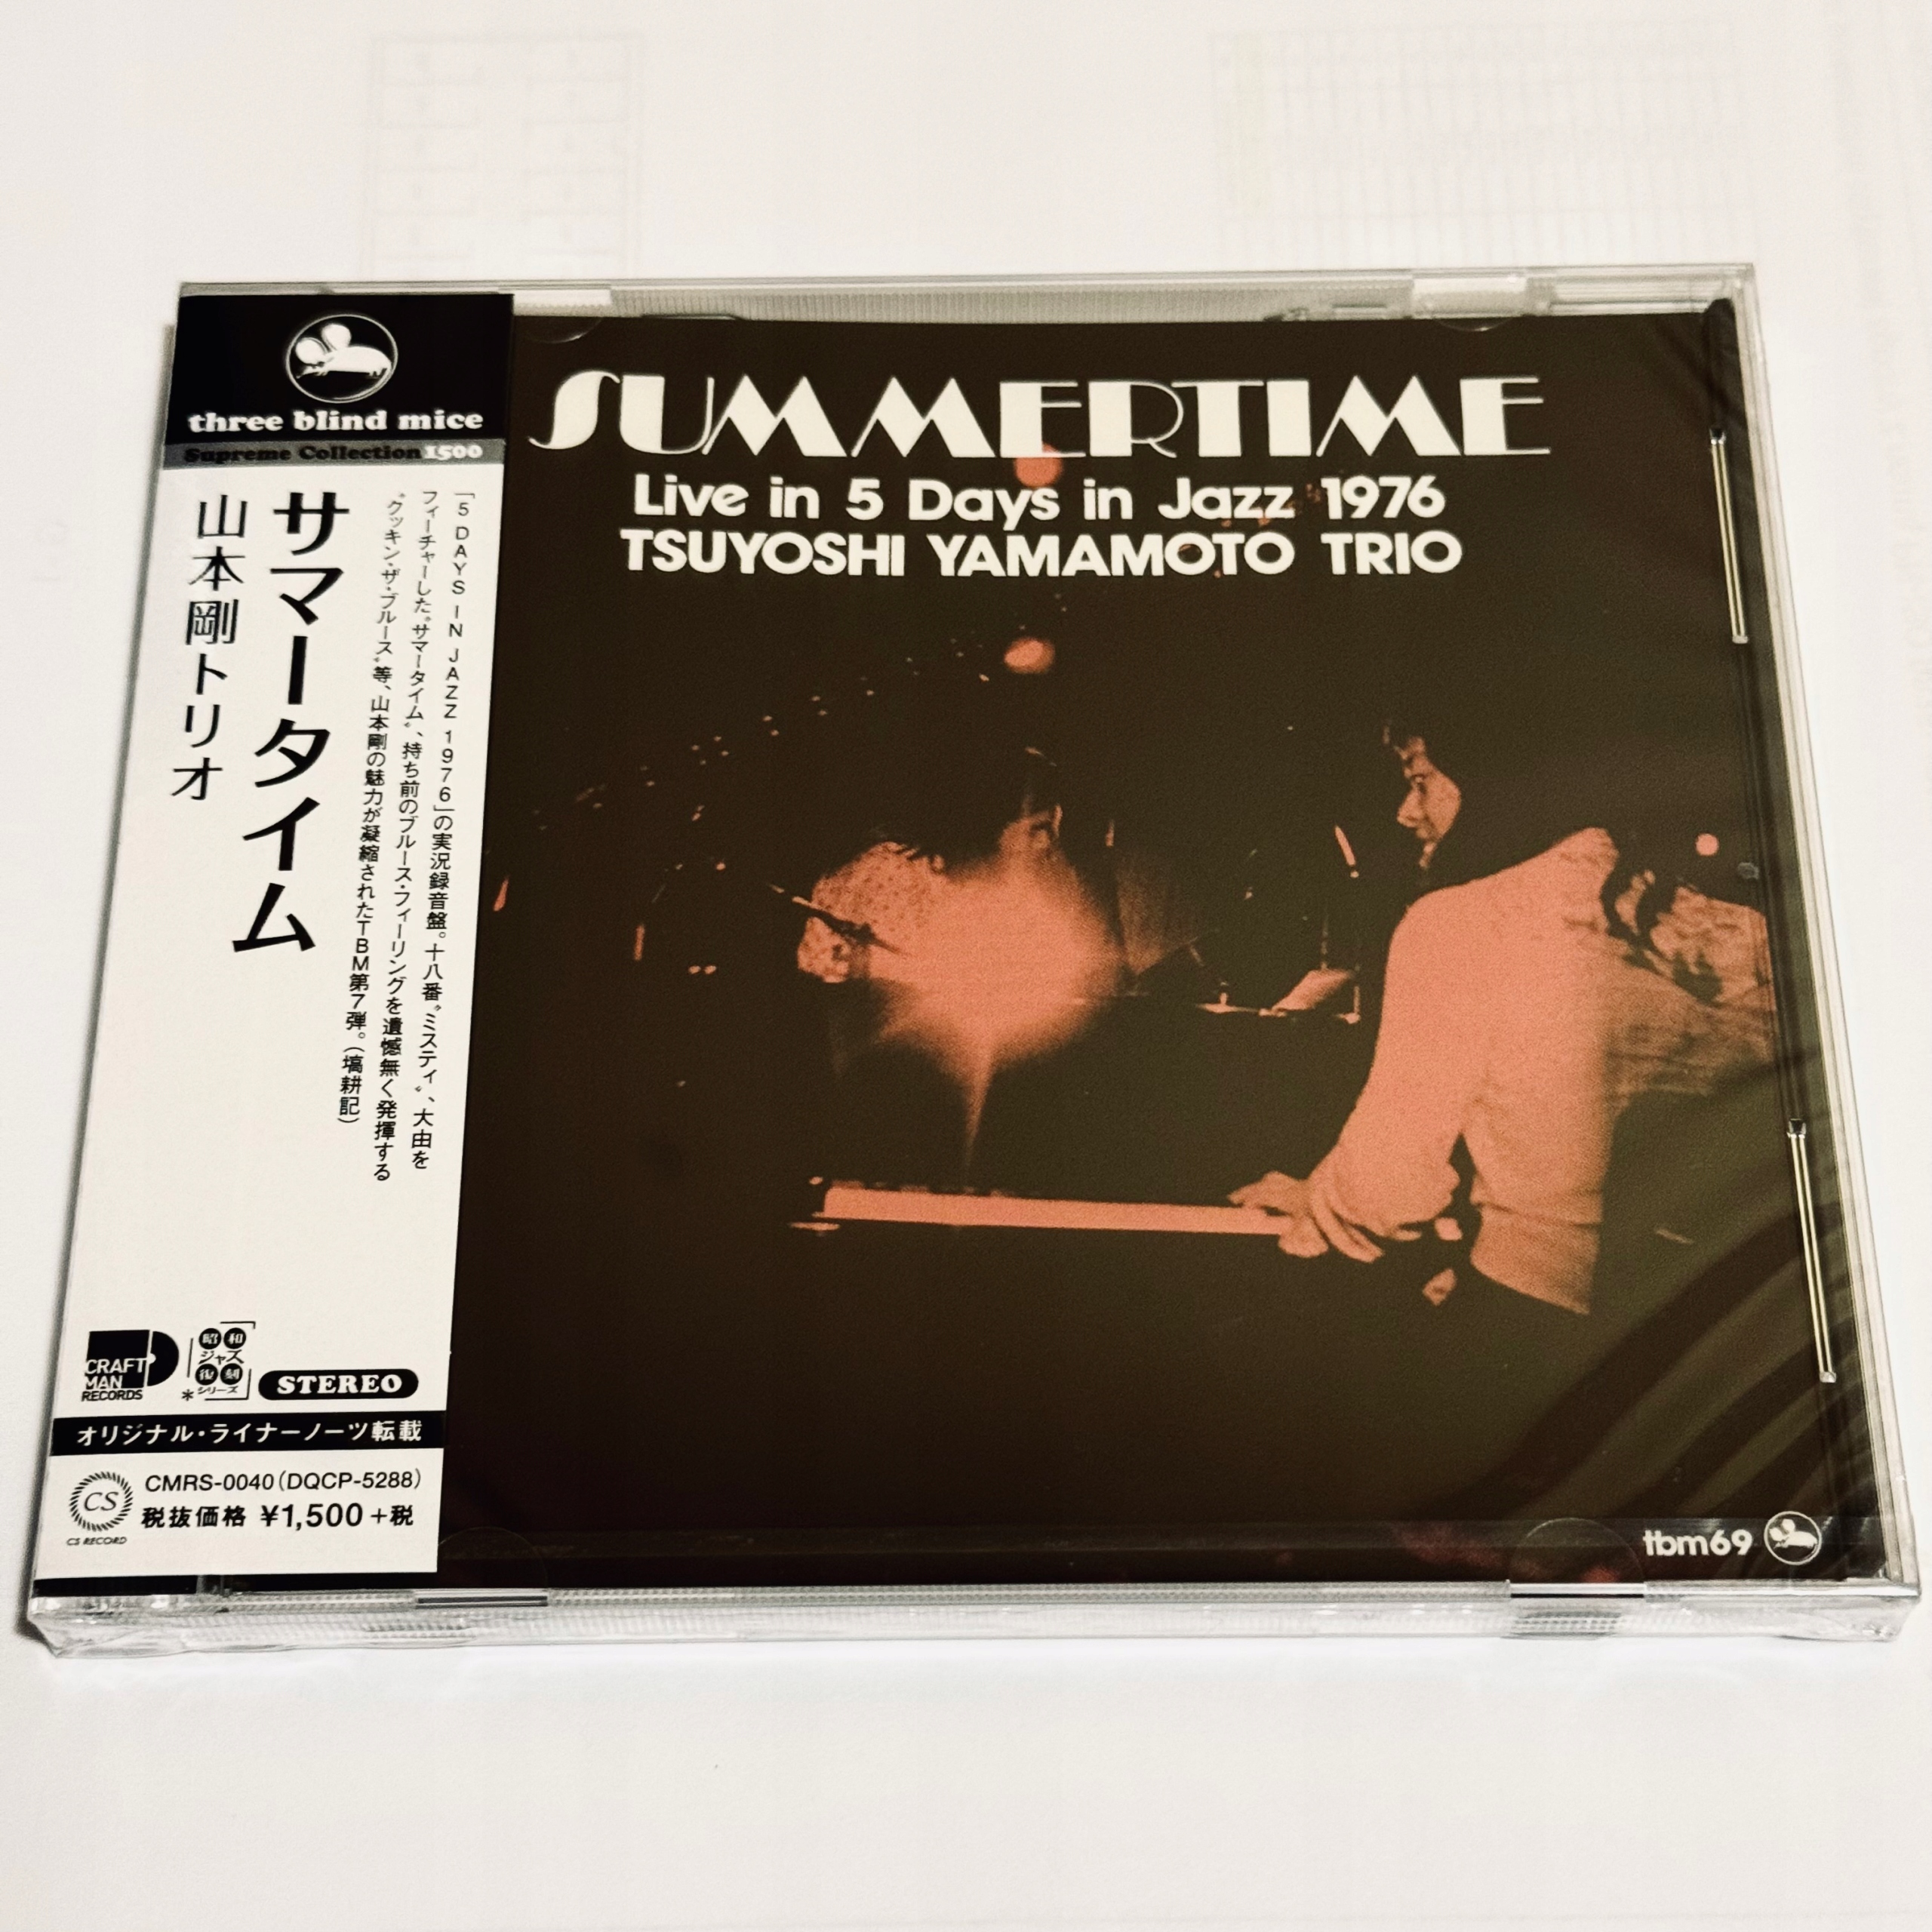 three blind mice
Supreme Collection 1500
「5 DAYS IN JAZZ 1976」の実況録音盤。十八番“ミスティ”、大由を
フィーチャーした“サマータイム”、持ち前のブルース・フィーリングを遺憾無く発揮する
“クッキン・ザ・ブルース”等、山本剛の魅力が凝縮されたTBM第7弾。(塙耕記)
サマータイム
山本剛トリオ
CRAFT
MAN
RECORDS
昭和
ジャズ
復刻
シリーズ
STEREO
オリジナル・ライナーノーツ転載
CS
CS RECORD
CMRS-0040(DQCP-5288)
税抜価格 ¥1,500+税
SUMMERTIME
Live in 5 Days in Jazz 1976
TSUYOSHI YAMAMOTO TRIO
tbm69